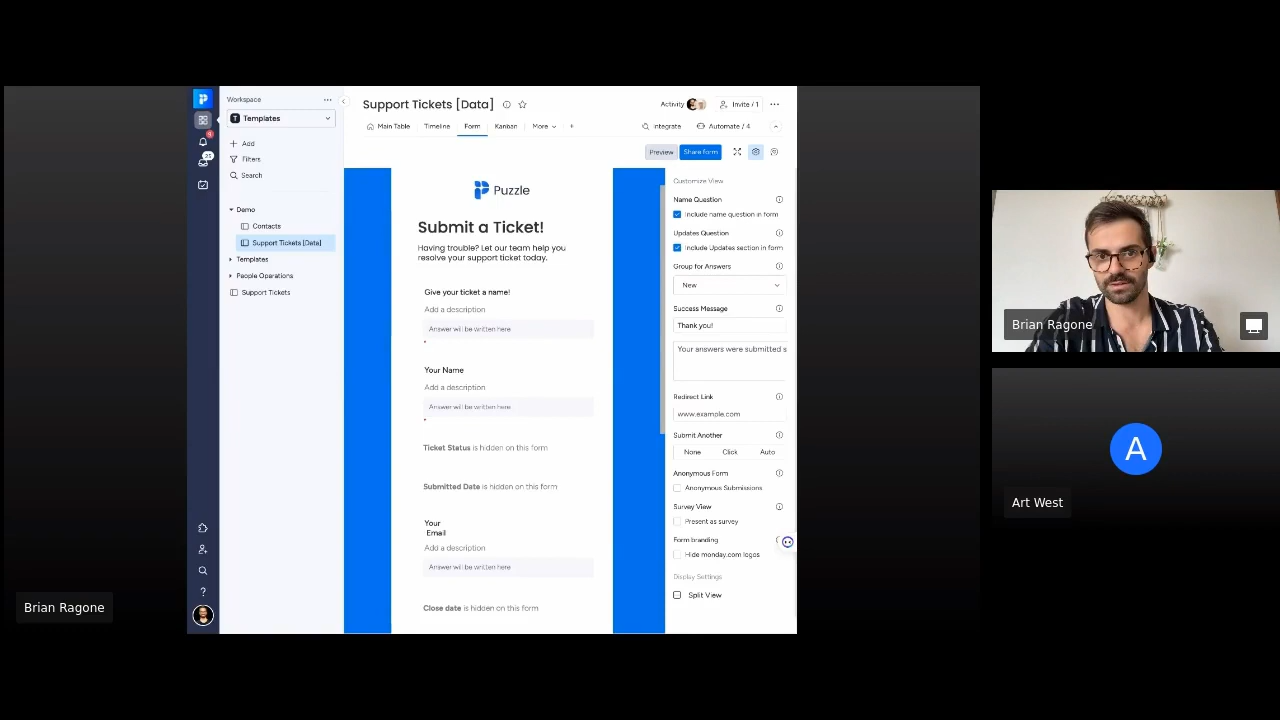 Workspace
Templates
Add
Filters
Search
Demo
Contacts
Support Tickets [Data]
Templates
People Operations
Support Tickets
Support Tickets [Data]
Activity
Invite / 1
Main Table
Timeline
Form
Kanban
More
+
Integrate
Automate / 4
Preview
Share form
Puzzle
Submit a Ticket!
Having trouble? Let our team help you
resolve your support ticket today.
Give your ticket a name!
Add a description
Answer will be written here
*
Your Name
Add a description
Answer will be written here
*
Ticket Status is hidden on this form
Submitted Date is hidden on this form
Your
Email
Add a description
Answer will be written here
Close date is hidden on this form
Customize View
Name Question
Include name question in form
Updates Question
Include Updates section in form
Group for Answers
New
Success Message
Thank you!
Your answers were submitted s
Redirect Link
www.example.com
Submit Another
None Click Auto
Anonymous Form
Anonymous Submissions
Survey View
Present as survey
Form branding
Hide monday.com logos
Display Settings
Split View
Brian Ragone
Brian Ragone
A
Art West